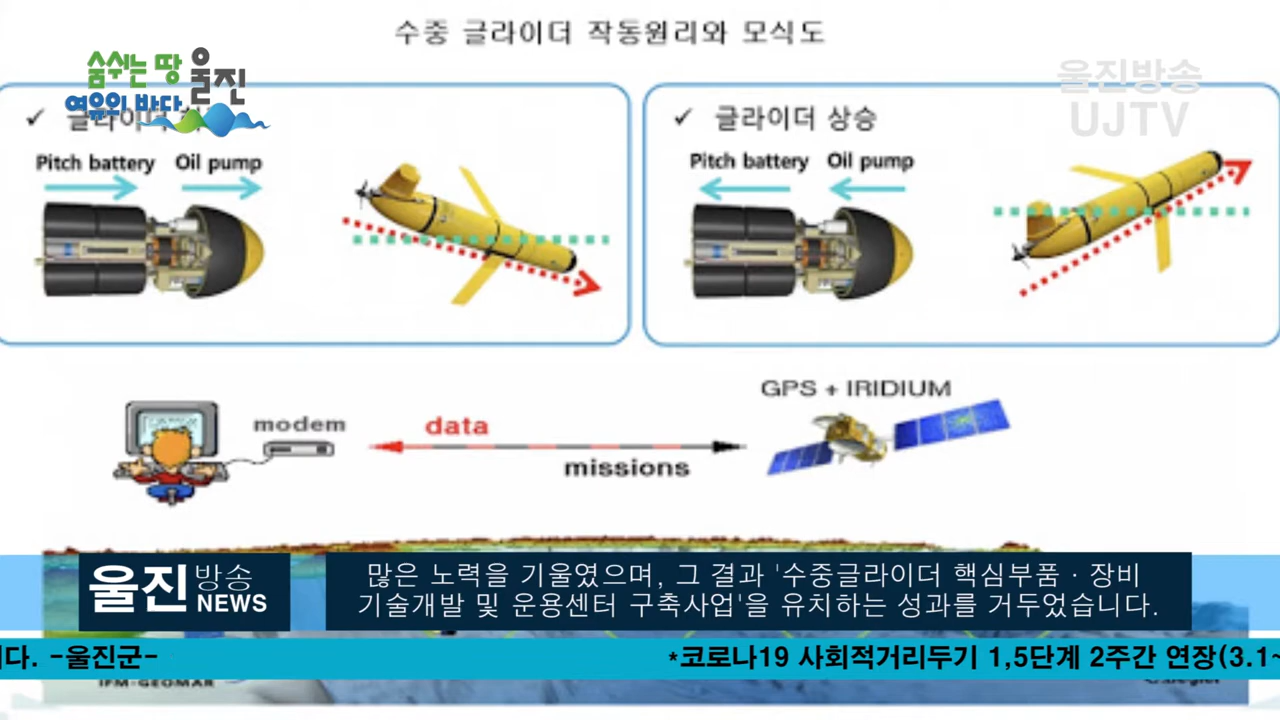 수중 글라이더 작동원리와 모식도
숨쉬는 땅
여유의 바다
울진
울진방송
UJTV
✓ 글라이더
✓ 글라이더 상승
Pitch battery Oil pump
Pitch battery Oil pump
GPS + IRIDIUM
modem
data
missions
울진방송
NEWS
많은 노력을 기울였으며, 그 결과 '수중글라이더 핵심부품 · 장비
기술개발 및 운용센터 구축사업'을 유치하는 성과를 거두었습니다.
다. -울진군-
*코로나19 사회적거리두기 1,5단계 2주간 연장(3.1~
IFM-GEOMAR